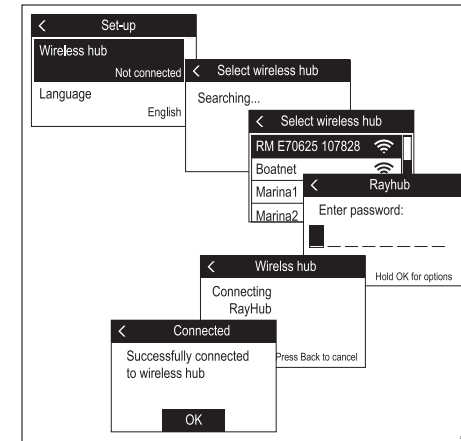 < Set-up
Wireless hub
Not connected
Language
English
< Select wireless hub
Searching...
< Select wireless hub
RM E70625 107828
Boatnet
Marina1
Marina2
< Rayhub
Enter password:
Hold OK for options
< Wirelss hub
Connecting
RayHub
Press Back to cancel
< Connected
Successfully connected
to wireless hub
OK